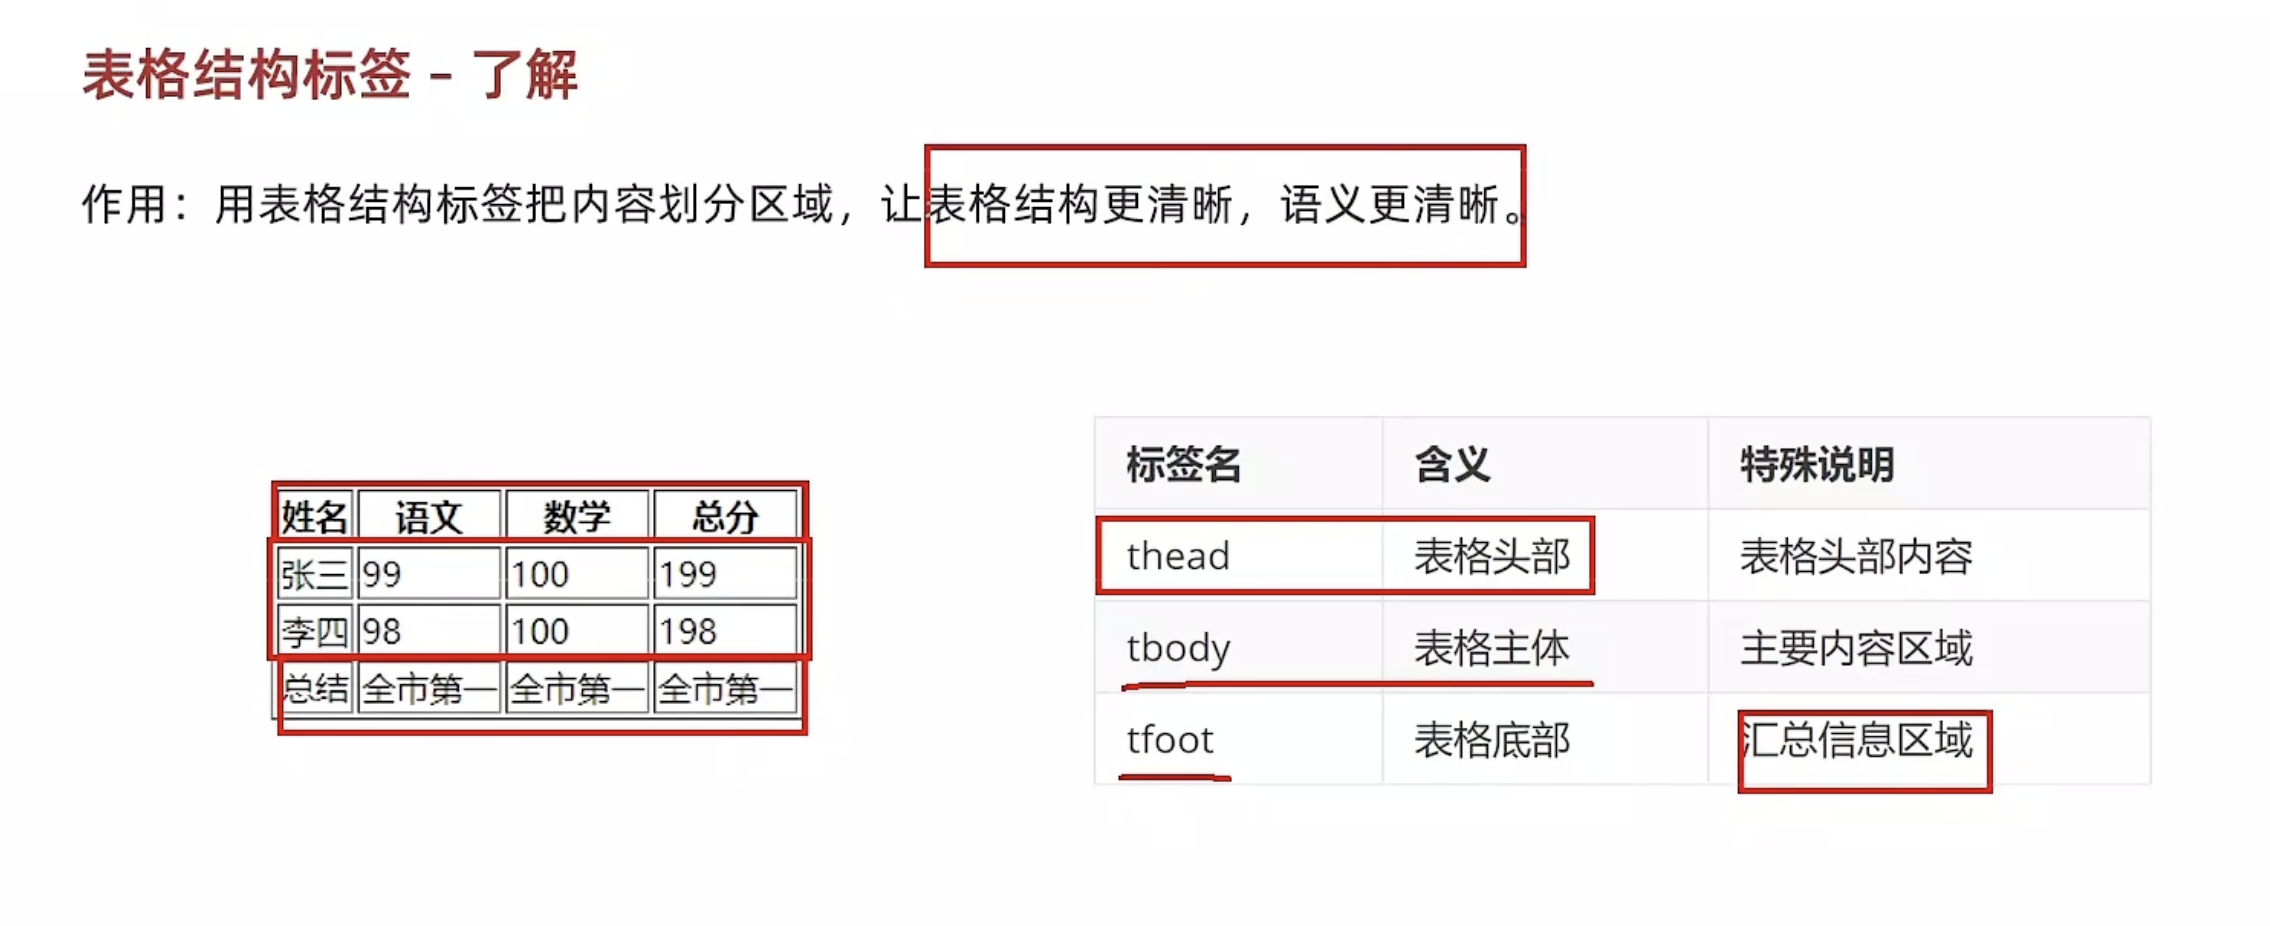 表格结构标签 – 了解
作用：用表格结构标签把内容划分区域，让表格结构更清晰，语义更清晰。
姓名 语文 数学 总分
张三 99 100 199
李四 98 100 198
总结 全市第一 全市第一 全市第一
标签名 含义 特殊说明
thead 表格头部 表格头部内容
tbody 表格主体 主要内容区域
tfoot 表格底部 汇总信息区域